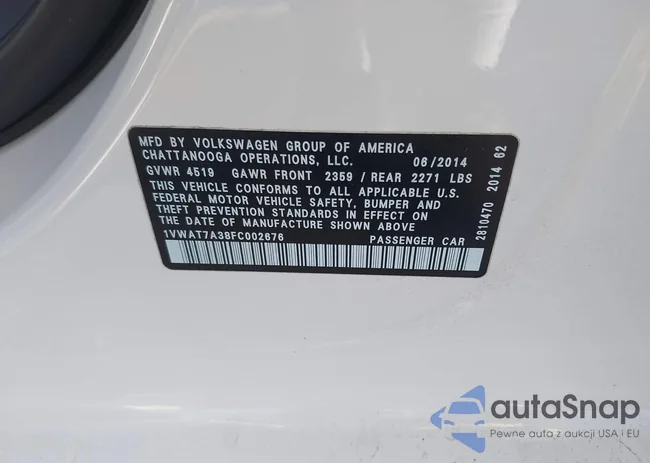 MFD BY VOLKSWAGEN GROUP OF AMERICA
CHATTANOOGA OPERATIONS, LLC. 06/2014
GVWR 4519 GAWR FRONT 2359 / REAR 2271 LBS
THIS VEHICLE CONFORMS TO ALL APPLICABLE U.S.
FEDERAL MOTOR VEHICLE SAFETY, BUMPER AND
THEFT PREVENTION STANDARDS IN EFFECT ON
THE DATE OF MANUFACTURE SHOWN ABOVE
1VWAT7A38FC002676 PASSENGER CAR
2810470 2014 62
autoSnap
Pewne auta z aukcji USA i EU